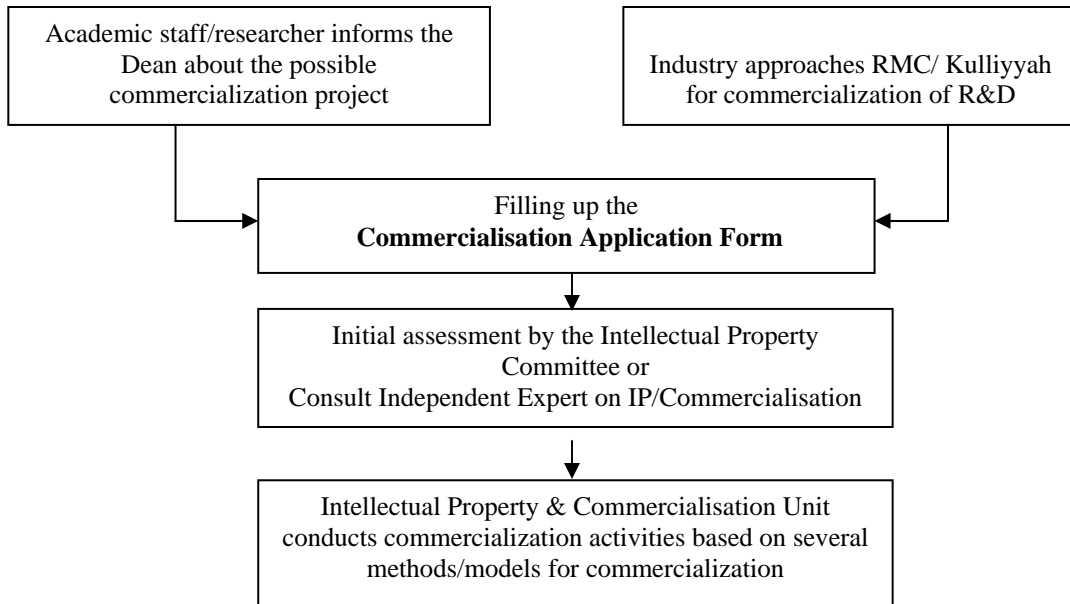 Academic staff/researcher informs the
Dean about the possible
commercialization project
Industry approaches RMC/ Kulliyyah
for commercialization of R&D
Filling up the
Commercialisation Application Form
Initial assessment by the Intellectual Property
Committee or
Consult Independent Expert on IP/Commercialisation
Intellectual Property & Commercialisation Unit
conducts commercialization activities based on several
methods/models for commercialization